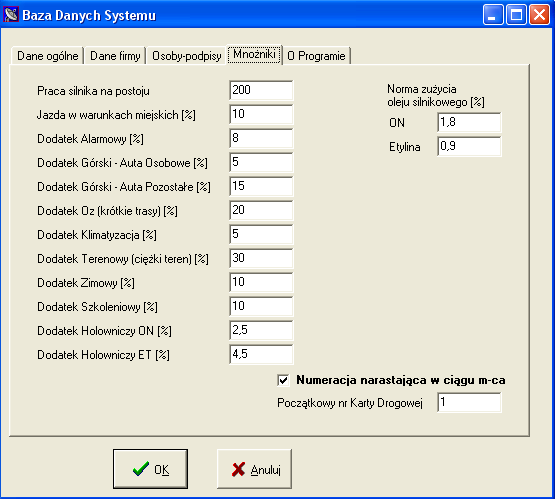 Baza Danych Systemu
Dane ogólne Dane firmy Osoby-podpisy Mnożniki O Programie
Praca silnika na postoju 200
Jazda w warunkach miejskich [%] 10
Dodatek Alarmowy [%] 8
Dodatek Górski - Auta Osobowe [%] 5
Dodatek Górski - Auta Pozostałe [%] 15
Dodatek Oz (krótkie trasy) [%] 20
Dodatek Klimatyzacja [%] 5
Dodatek Terenowy (ciężki teren) [%] 30
Dodatek Zimowy [%] 10
Dodatek Szkoleniowy [%] 10
Dodatek Holowniczy ON [%] 2,5
Dodatek Holowniczy ET [%] 4,5
Norma zużycia
oleju silnikowego [%]
ON 1,8
Etylina 0,9
Numeracja narastająca w ciągu m-ca
Początkowy nr Karty Drogowej 1
OK Anuluj